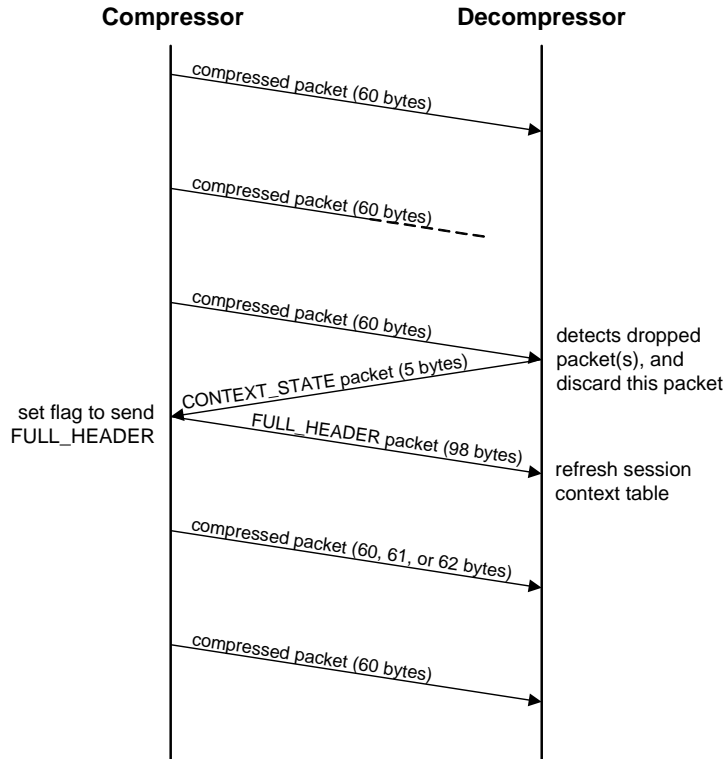 Compressor
Decompressor
compressed packet (60 bytes)
compressed packet (60 bytes)
compressed packet (60 bytes)
detects dropped
packet(s), and
discard this packet
CONTEXT_STATE packet (5 bytes)
set flag to send
FULL_HEADER
FULL_HEADER packet (98 bytes)
refresh session
context table
compressed packet (60, 61, or 62 bytes)
compressed packet (60 bytes)